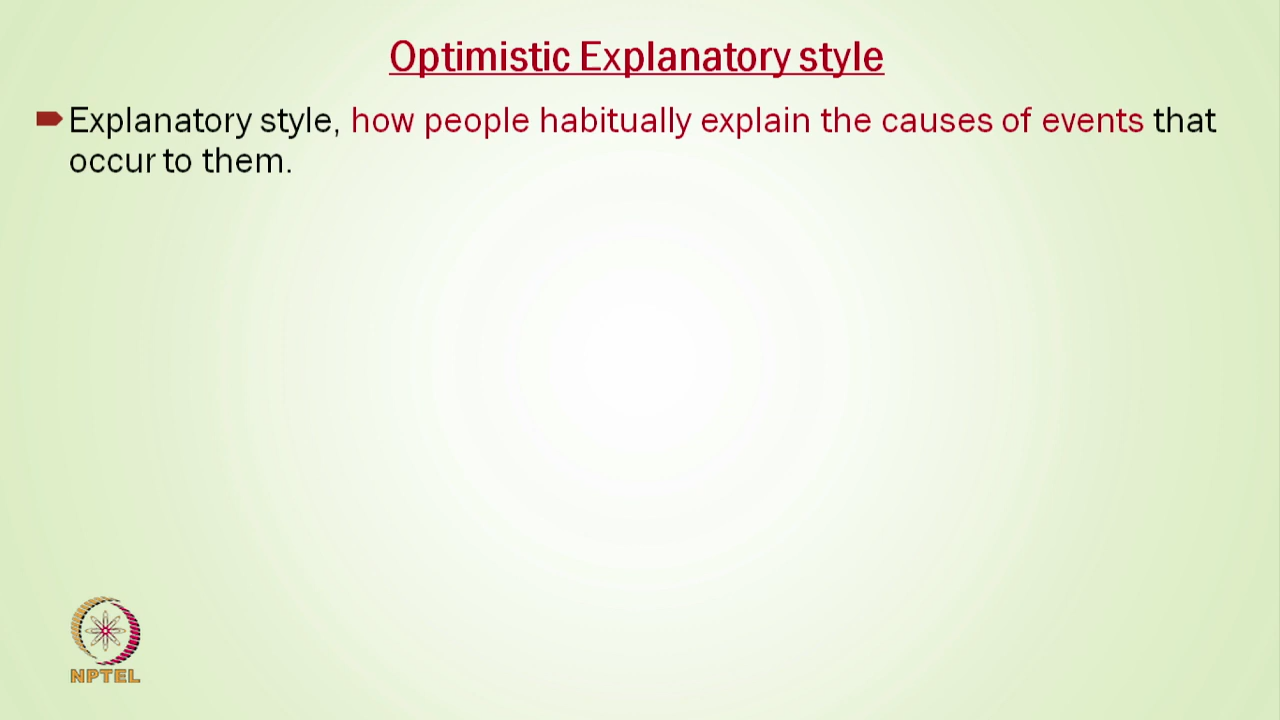 Optimistic Explanatory style
Explanatory style, how people habitually explain the causes of events that
occur to them.
NPTEL